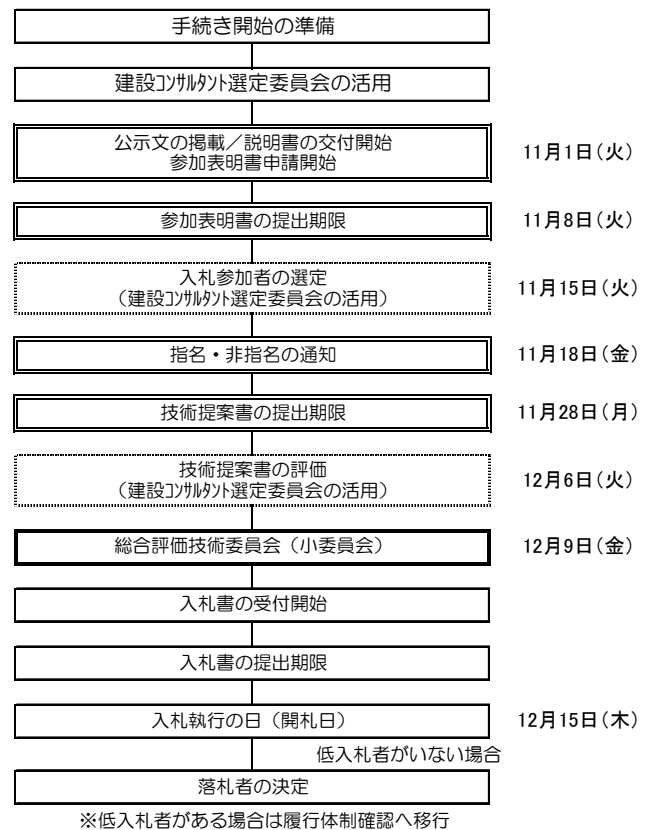 手続き開始の準備
建設ｺﾝｻﾙﾀﾝﾄ選定委員会の活用
公示文の掲載／説明書の交付開始
参加表明書申請開始
11月1日(火)
参加表明書の提出期限
11月8日(火)
入札参加者の選定
（建設ｺﾝｻﾙﾀﾝﾄ選定委員会の活用）
11月15日(火)
指名・非指名の通知
11月18日(金)
技術提案書の提出期限
11月28日(月)
技術提案書の評価
（建設ｺﾝｻﾙﾀﾝﾄ選定委員会の活用）
12月6日(火)
総合評価技術委員会（小委員会）
12月9日(金)
入札書の受付開始
入札書の提出期限
入札執行の日（開札日）
12月15日(木)
低入札者がいない場合
落札者の決定
※低入札者がある場合は履行体制確認へ移行